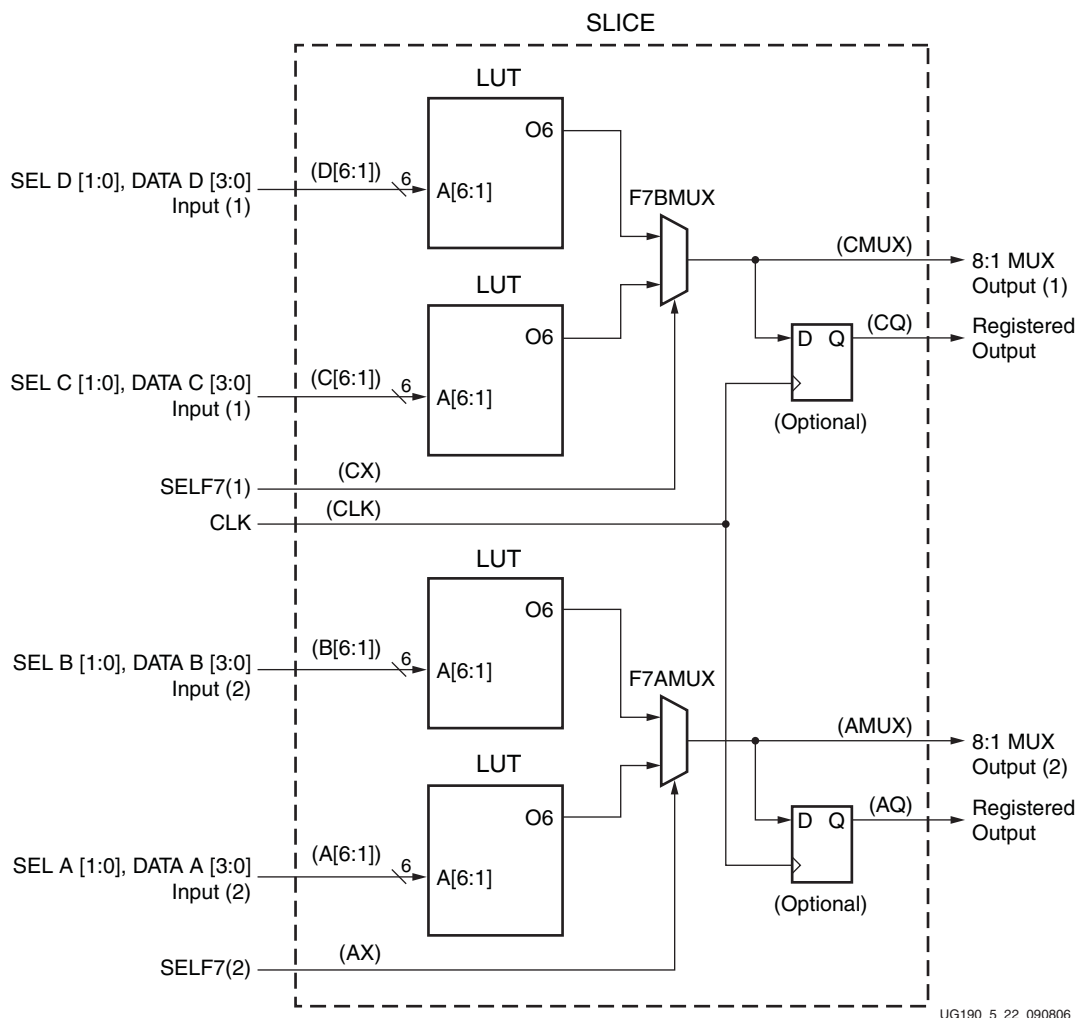 SLICE
LUT
O6
SEL D [1:0], DATA D [3:0]
Input (1)
(D[6:1])
6
A[6:1]
F7BMUX
(CMUX)
8:1 MUX
Output (1)
LUT
O6
D Q
(CQ)
Registered
Output
SEL C [1:0], DATA C [3:0]
Input (1)
(C[6:1])
6
A[6:1]
(Optional)
SELF7(1)
(CX)
CLK
(CLK)
LUT
O6
SEL B [1:0], DATA B [3:0]
Input (2)
(B[6:1])
6
A[6:1]
F7AMUX
(AMUX)
8:1 MUX
Output (2)
LUT
O6
D Q
(AQ)
Registered
Output
SEL A [1:0], DATA A [3:0]
Input (2)
(A[6:1])
6
A[6:1]
(Optional)
SELF7(2)
(AX)
UG190_5_22_090806